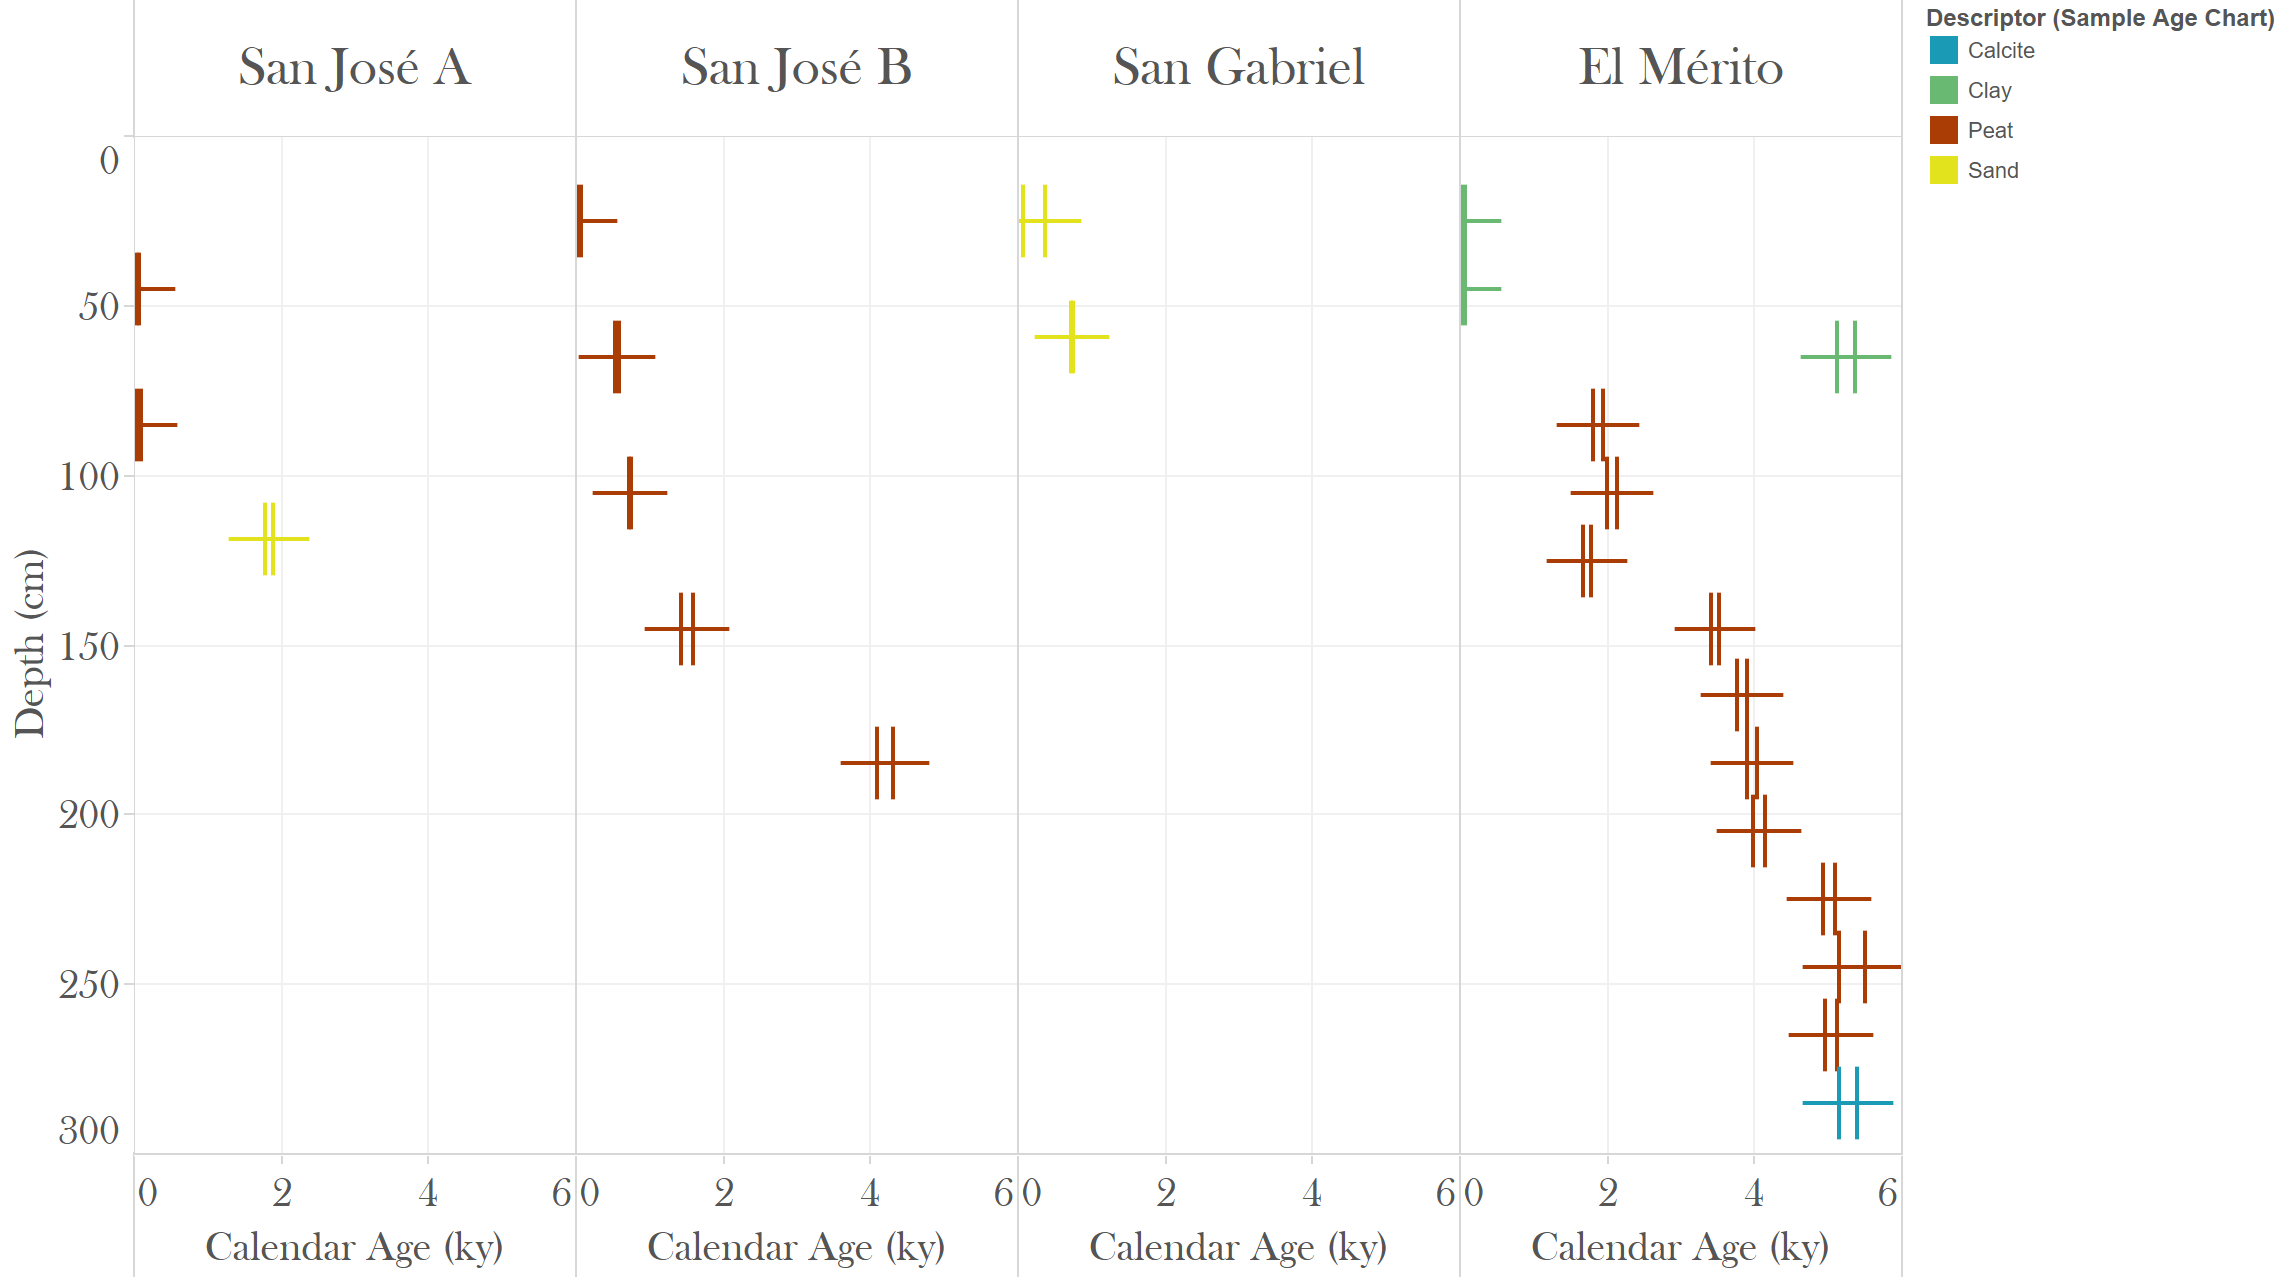 San José A
San José B
San Gabriel
El Mérito
Descriptor (Sample Age Chart)
Calcite
Clay
Peat
Sand
Depth (cm)
0
50
100
150
200
250
300
0 2 4 6 0 2 4 6 0 2 4 6 0 2 4 6
Calendar Age (ky)
Calendar Age (ky)
Calendar Age (ky)
Calendar Age (ky)